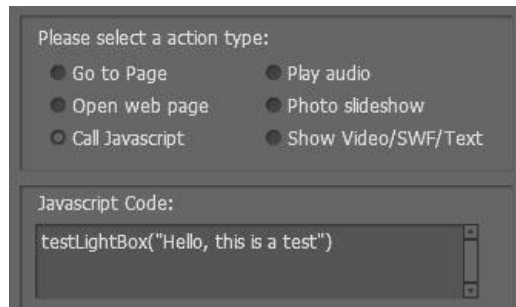 Please select a action type:
Go to Page Play audio
Open web page Photo slideshow
Call Javascript Show Video/SWF/Text
Javascript Code:
testLightBox("Hello, this is a test")